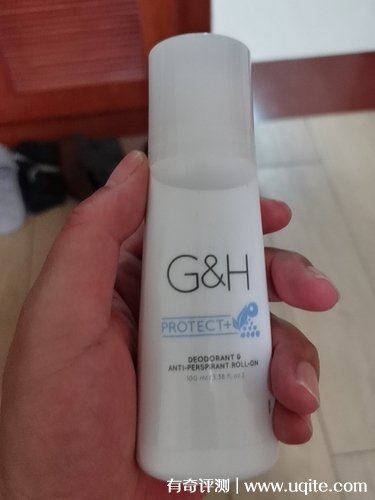 G&H
PROTECT+
DEODORANT &
ANTI-PERSPIRANT ROLL-ON
100 ml (3.38 fl.oz.)
有奇评测 | www.uqite.com